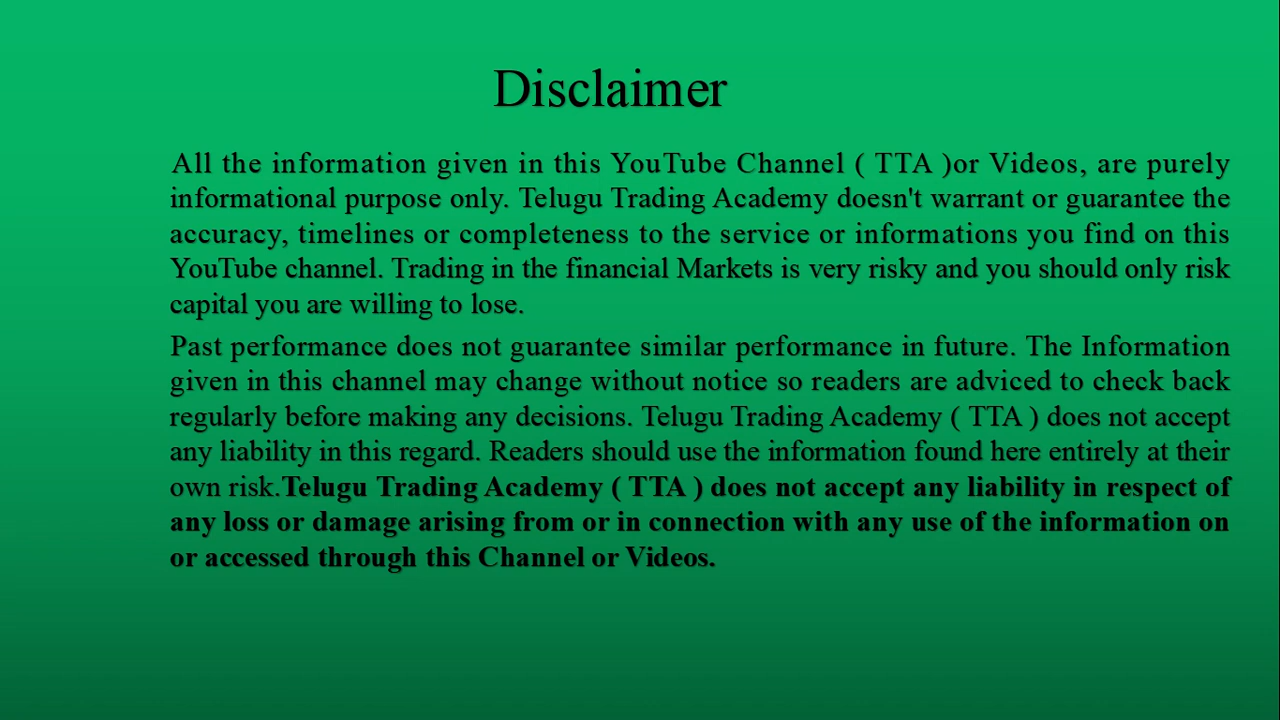 Disclaimer
All the information given in this YouTube Channel ( TTA )or Videos, are purely
informational purpose only. Telugu Trading Academy doesn't warrant or guarantee the
accuracy, timelines or completeness to the service or informations you find on this
YouTube channel. Trading in the financial Markets is very risky and you should only risk
capital you are willing to lose.
Past performance does not guarantee similar performance in future. The Information
given in this channel may change without notice so readers are adviced to check back
regularly before making any decisions. Telugu Trading Academy ( TTA ) does not accept
any liability in this regard. Readers should use the information found here entirely at their
own risk.Telugu Trading Academy ( TTA ) does not accept any liability in respect of
any loss or damage arising from or in connection with any use of the information on
or accessed through this Channel or Videos.